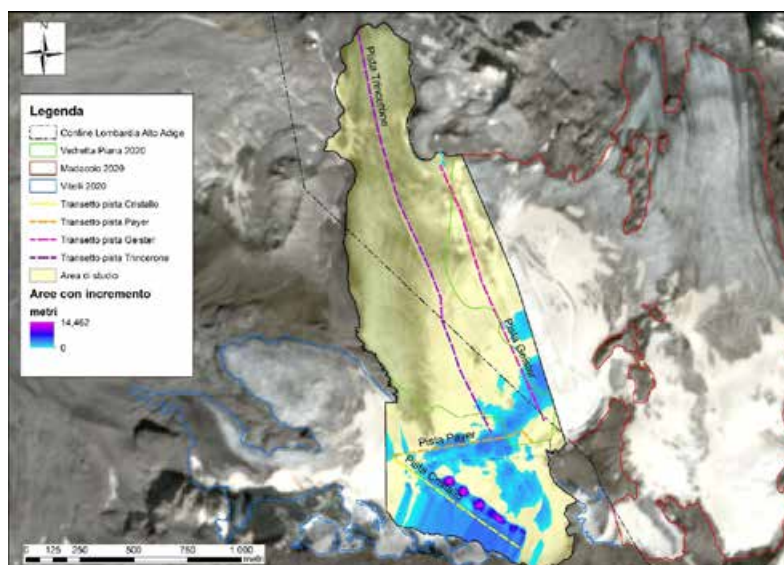 N
Legenda
Confine Lombardia Alto Adige
Vedretta Piana 2020
Madaccio 2020
Vitelli 2020
Transetto pista Cristallo
Transetto pista Payer
Transetto pista Geister
Transetto pista Trincerone
Area di studio
Aree con incremento
metri
14,462
0
Pista Trincerone
Pista Geister
Pista Payer
Pista Cristallo
0 125 250 500 750 1.000
metri